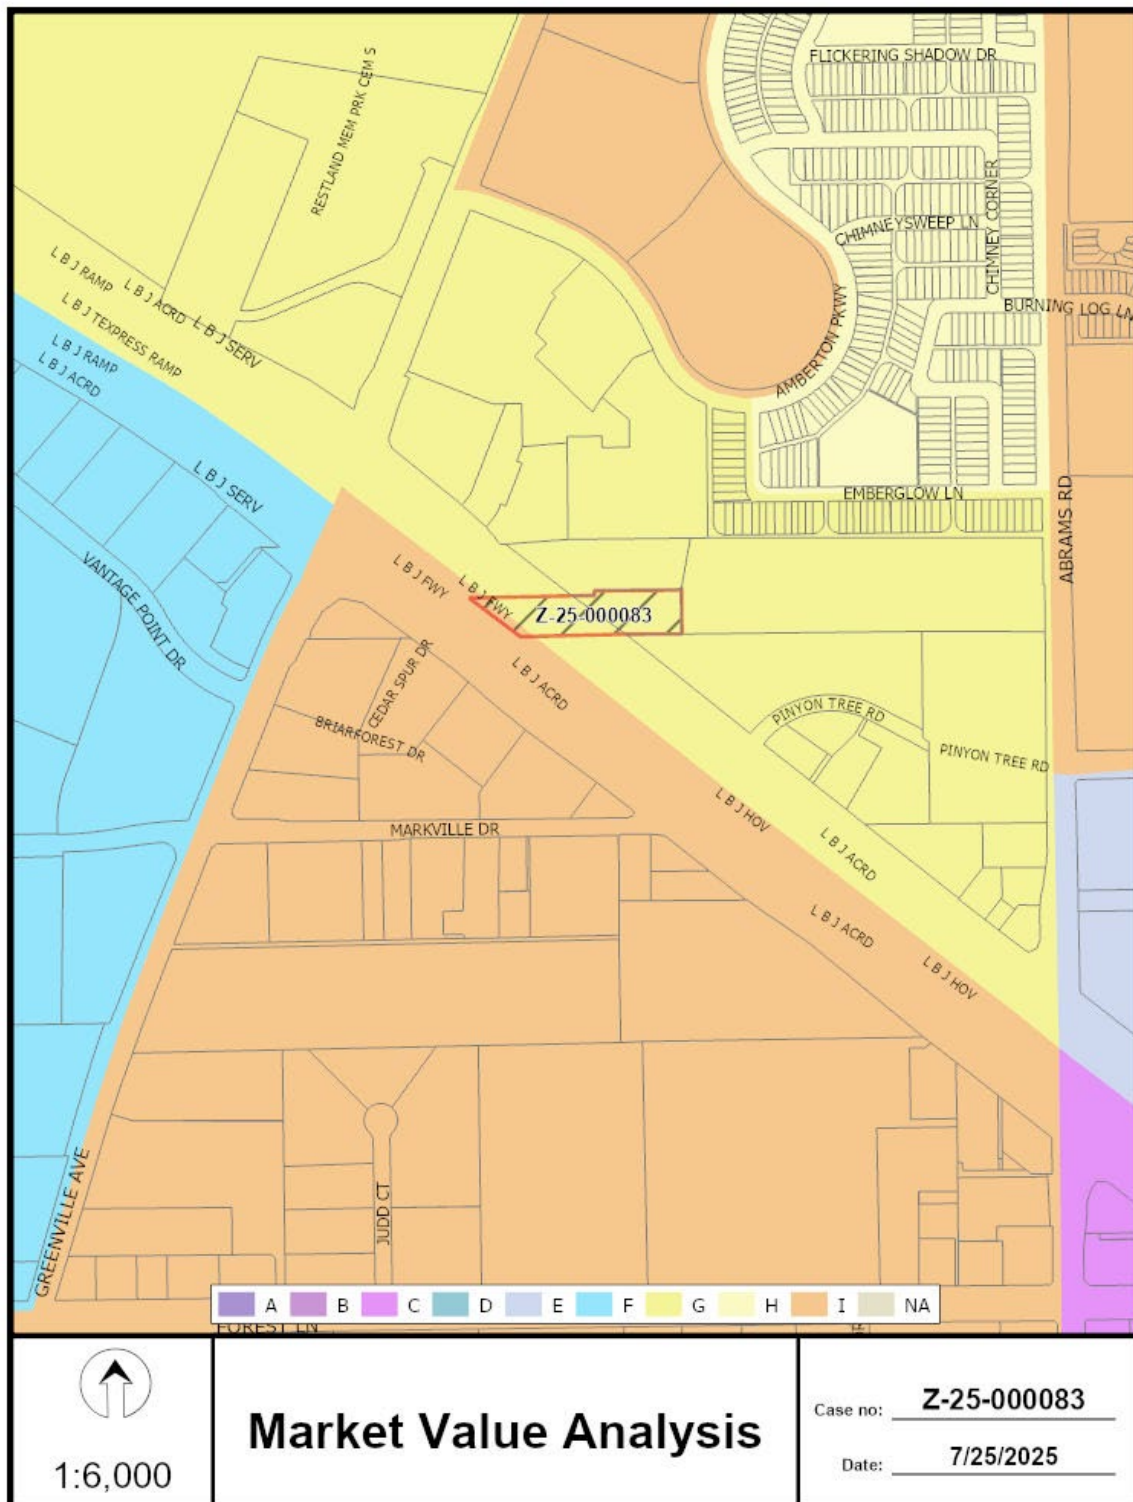 FLICKERING SHADOW DR
RESTLAND MEM PRK CEM S
CHIMNEY CORNER
CHIMNEYSWEEP LN
L B J RAMP
L B J ACRD
L B J SERV
BURNING LOG LN
L B J TEXPRESS RAMP
AMBERTON PKWY
L B J RAMP
L B J ACRD
L B J SERV
EMBERGLOW LN
ABRAMS RD
VANTAGE POINT DR
L B J FWY
L B J FWY
Z-25-000083
L B J ACRD
CEDAR SPUR DR
BRIARFOREST DR
PINYON TREE RD
PINYON TREE RD
L B J HOV
MARKVILLE DR
L B J ACRD
L B J ACRD
L B J HOV
GREENVILLE AVE
JUDD CT
A B C D E F G H I NA
FOREST LN
1:6,000
Market Value Analysis
Case no: Z-25-000083
Date: 7/25/2025